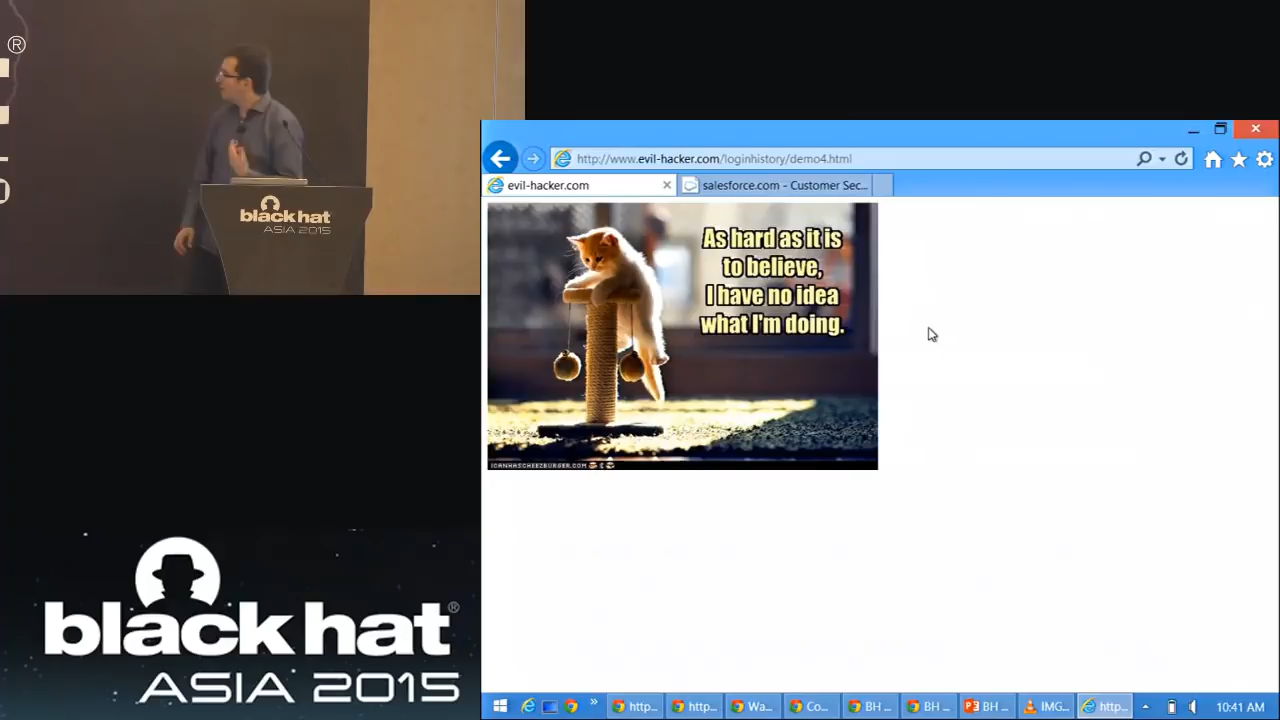 ®
black hat
ASIA 2015
http://www.evil-hacker.com/loginhistory/demo4.html
evil-hacker.com
salesforce.com - Customer Sec...
As hard as it is
to believe,
I have no idea
what I'm doing.
ICANHASCHEEZBURGER.COM
black hat®
ASIA 2015
» http... http... Wa... Co... BH ... BH ... BH ... IMG... http... 10:41 AM